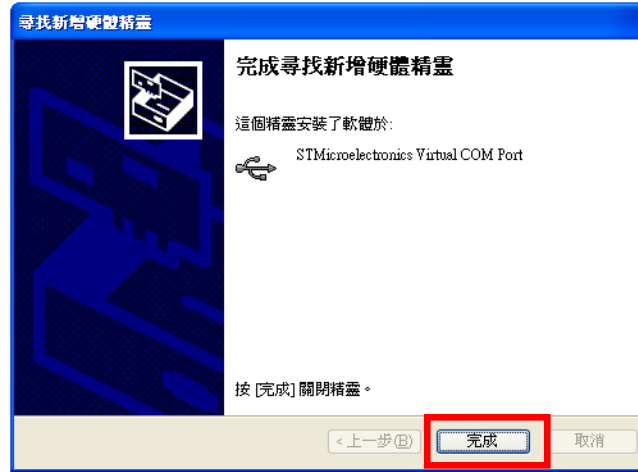 尋找新增硬體精靈
完成尋找新增硬體精靈
這個精靈安裝了軟體於:
STMicroelectronics Virtual COM Port
按 [完成] 關閉精靈。
<上一步(B) 完成 取消